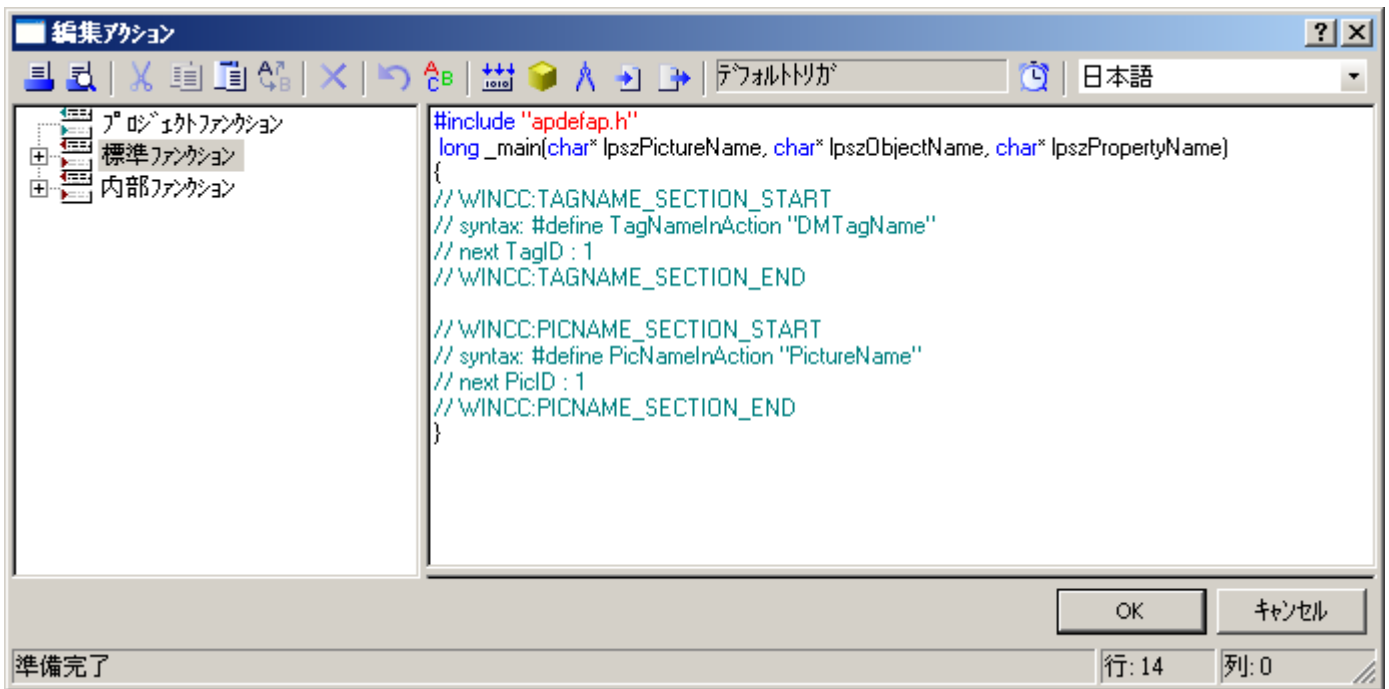 編集ｱｸｼｮﾝ
ﾃﾞﾌｫﾙﾄﾄﾘｶﾞ
日本語
ﾌﾟﾛｼﾞｪｸﾄﾌｧﾝｸｼｮﾝ
標準ﾌｧﾝｸｼｮﾝ
内部ﾌｧﾝｸｼｮﾝ
#include "apdefap.h"
long _main(char* lpszPictureName, char* lpszObjectName, char* lpszPropertyName)
{
// WINCC:TAGNAME_SECTION_START
// syntax: #define TagNameInAction "DMTagName"
// next TagID : 1
// WINCC:TAGNAME_SECTION_END
// WINCC:PICNAME_SECTION_START
// syntax: #define PicNameInAction "PictureName"
// next PicID : 1
// WINCC:PICNAME_SECTION_END
}
OK
ｷｬﾝｾﾙ
準備完了
行: 14
列: 0